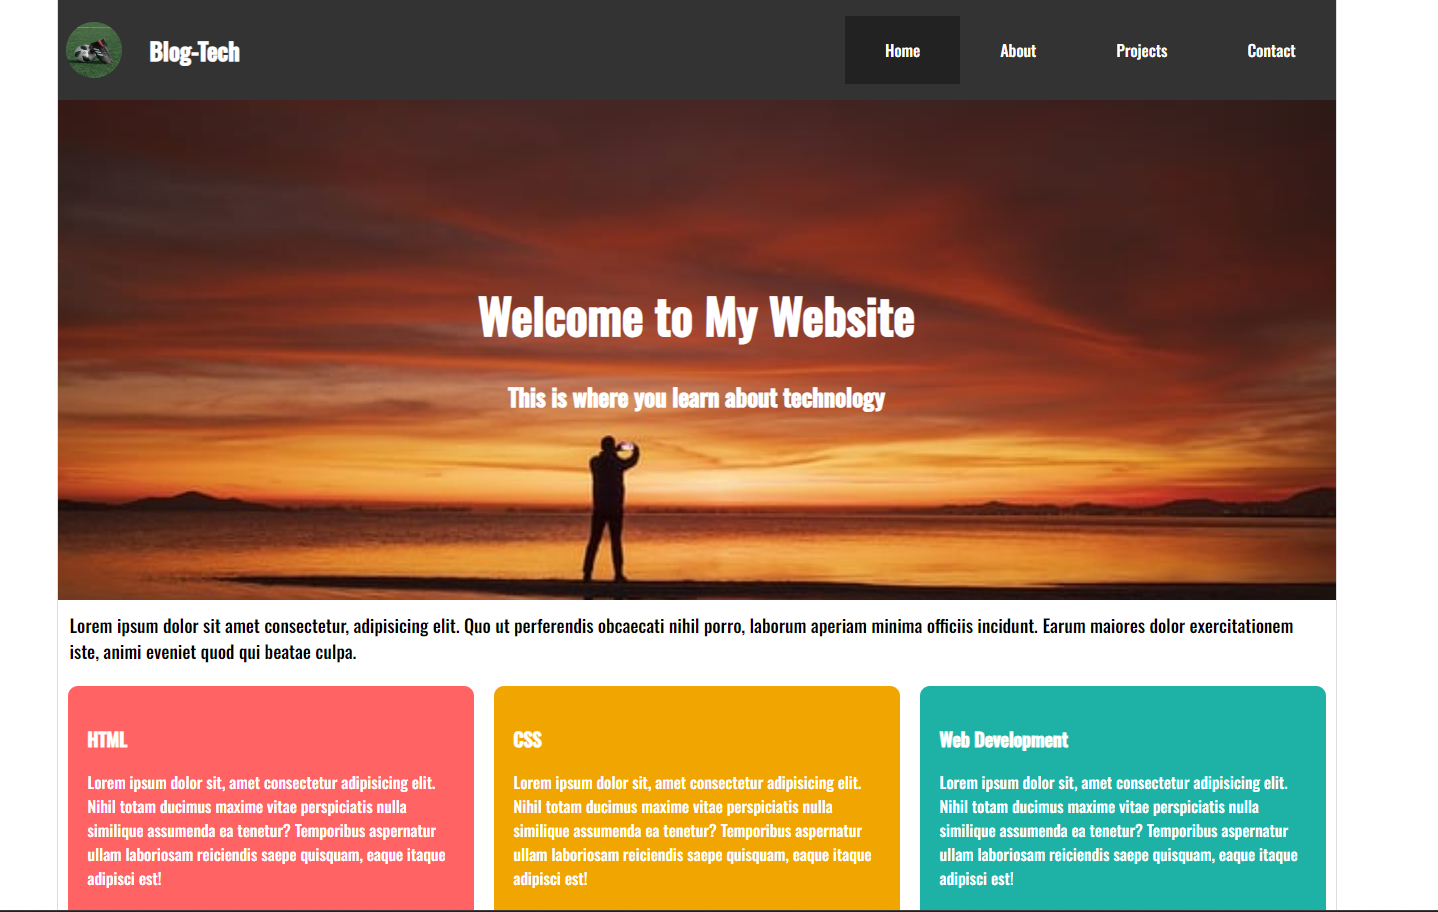 Blog-Tech
Home
About
Projects
Contact
Welcome to My Website
This is where you learn about technology
Lorem ipsum dolor sit amet consectetur, adipisicing elit. Quo ut perferendis obcaecati nihil porro, laborum aperiam minima officiis incidunt. Earum maiores dolor exercitationem
iste, animi eveniet quod qui beatae culpa.
HTML
Lorem ipsum dolor sit, amet consectetur adipisicing elit.
Nihil totam ducimus maxime vitae perspiciatis nulla
similique assumenda ea tenetur? Temporibus aspernatur
ullam laboriosam reiciendis saepe quisquam, eaque itaque
adipisci est!
CSS
Lorem ipsum dolor sit, amet consectetur adipisicing elit.
Nihil totam ducimus maxime vitae perspiciatis nulla
similique assumenda ea tenetur? Temporibus aspernatur
ullam laboriosam reiciendis saepe quisquam, eaque itaque
adipisci est!
Web Development
Lorem ipsum dolor sit, amet consectetur adipisicing elit.
Nihil totam ducimus maxime vitae perspiciatis nulla
similique assumenda ea tenetur? Temporibus aspernatur
ullam laboriosam reiciendis saepe quisquam, eaque itaque
adipisci est!